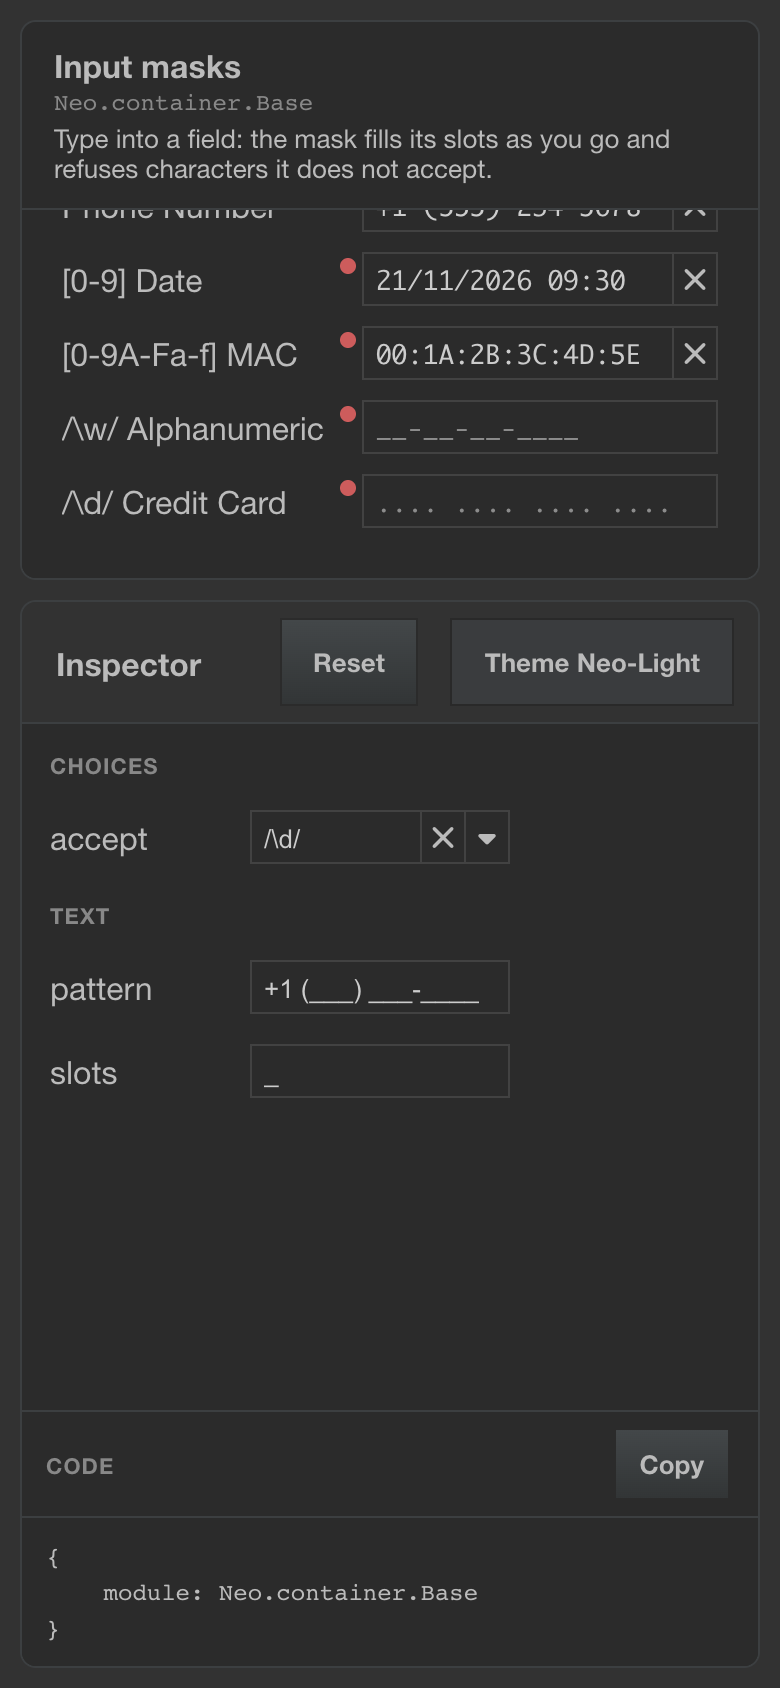 Input masks
Neo.container.Base
Type into a field: the mask fills its slots as you go and
refuses characters it does not accept.
Phone Number
[0-9] Date 21/11/2026 09:30
[0-9A-Fa-f] MAC 00:1A:2B:3C:4D:5E
/\w/ Alphanumeric __-__-__-____
/\d/ Credit Card .... .... .... ....
Inspector Reset Theme Neo-Light
CHOICES
accept /\d/
TEXT
pattern +1 (___) ___-____
slots _
CODE Copy
{
    module: Neo.container.Base
}